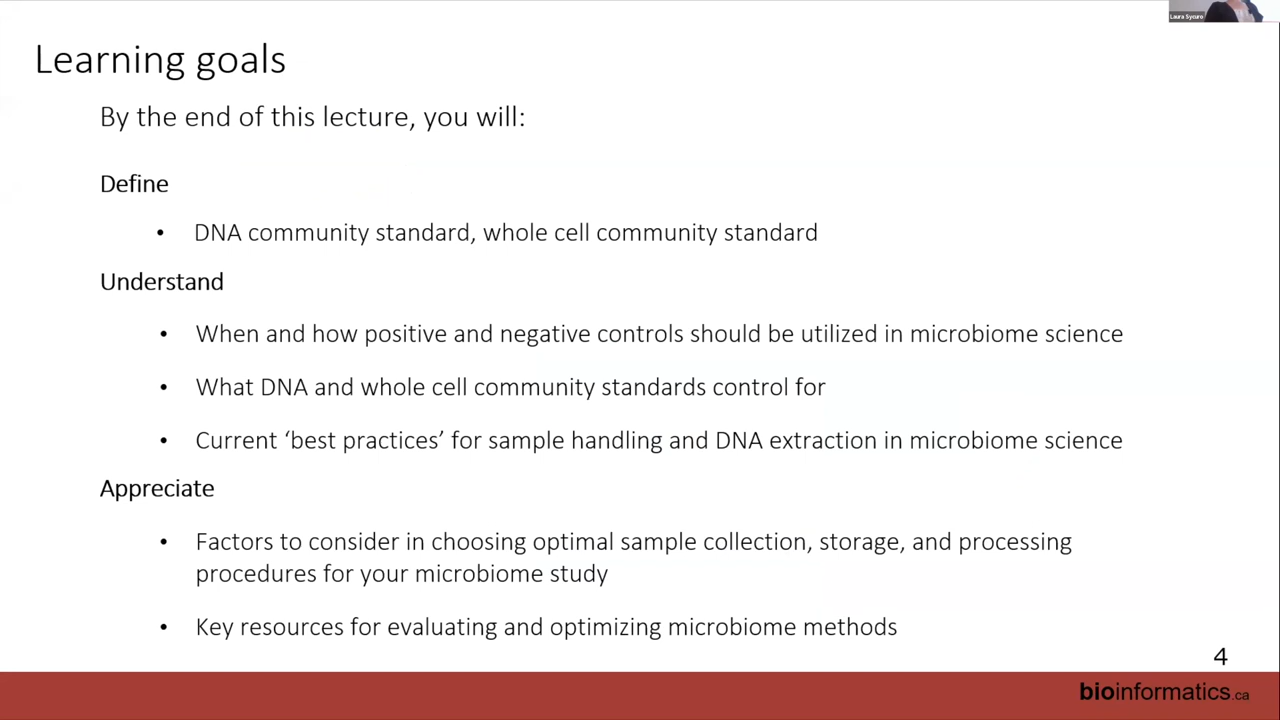 Laura Sycuro
Learning goals
By the end of this lecture, you will:
Define
• DNA community standard, whole cell community standard
Understand
• When and how positive and negative controls should be utilized in microbiome science
• What DNA and whole cell community standards control for
• Current ‘best practices’ for sample handling and DNA extraction in microbiome science
Appreciate
• Factors to consider in choosing optimal sample collection, storage, and processing
procedures for your microbiome study
• Key resources for evaluating and optimizing microbiome methods
4
bioinformatics.ca